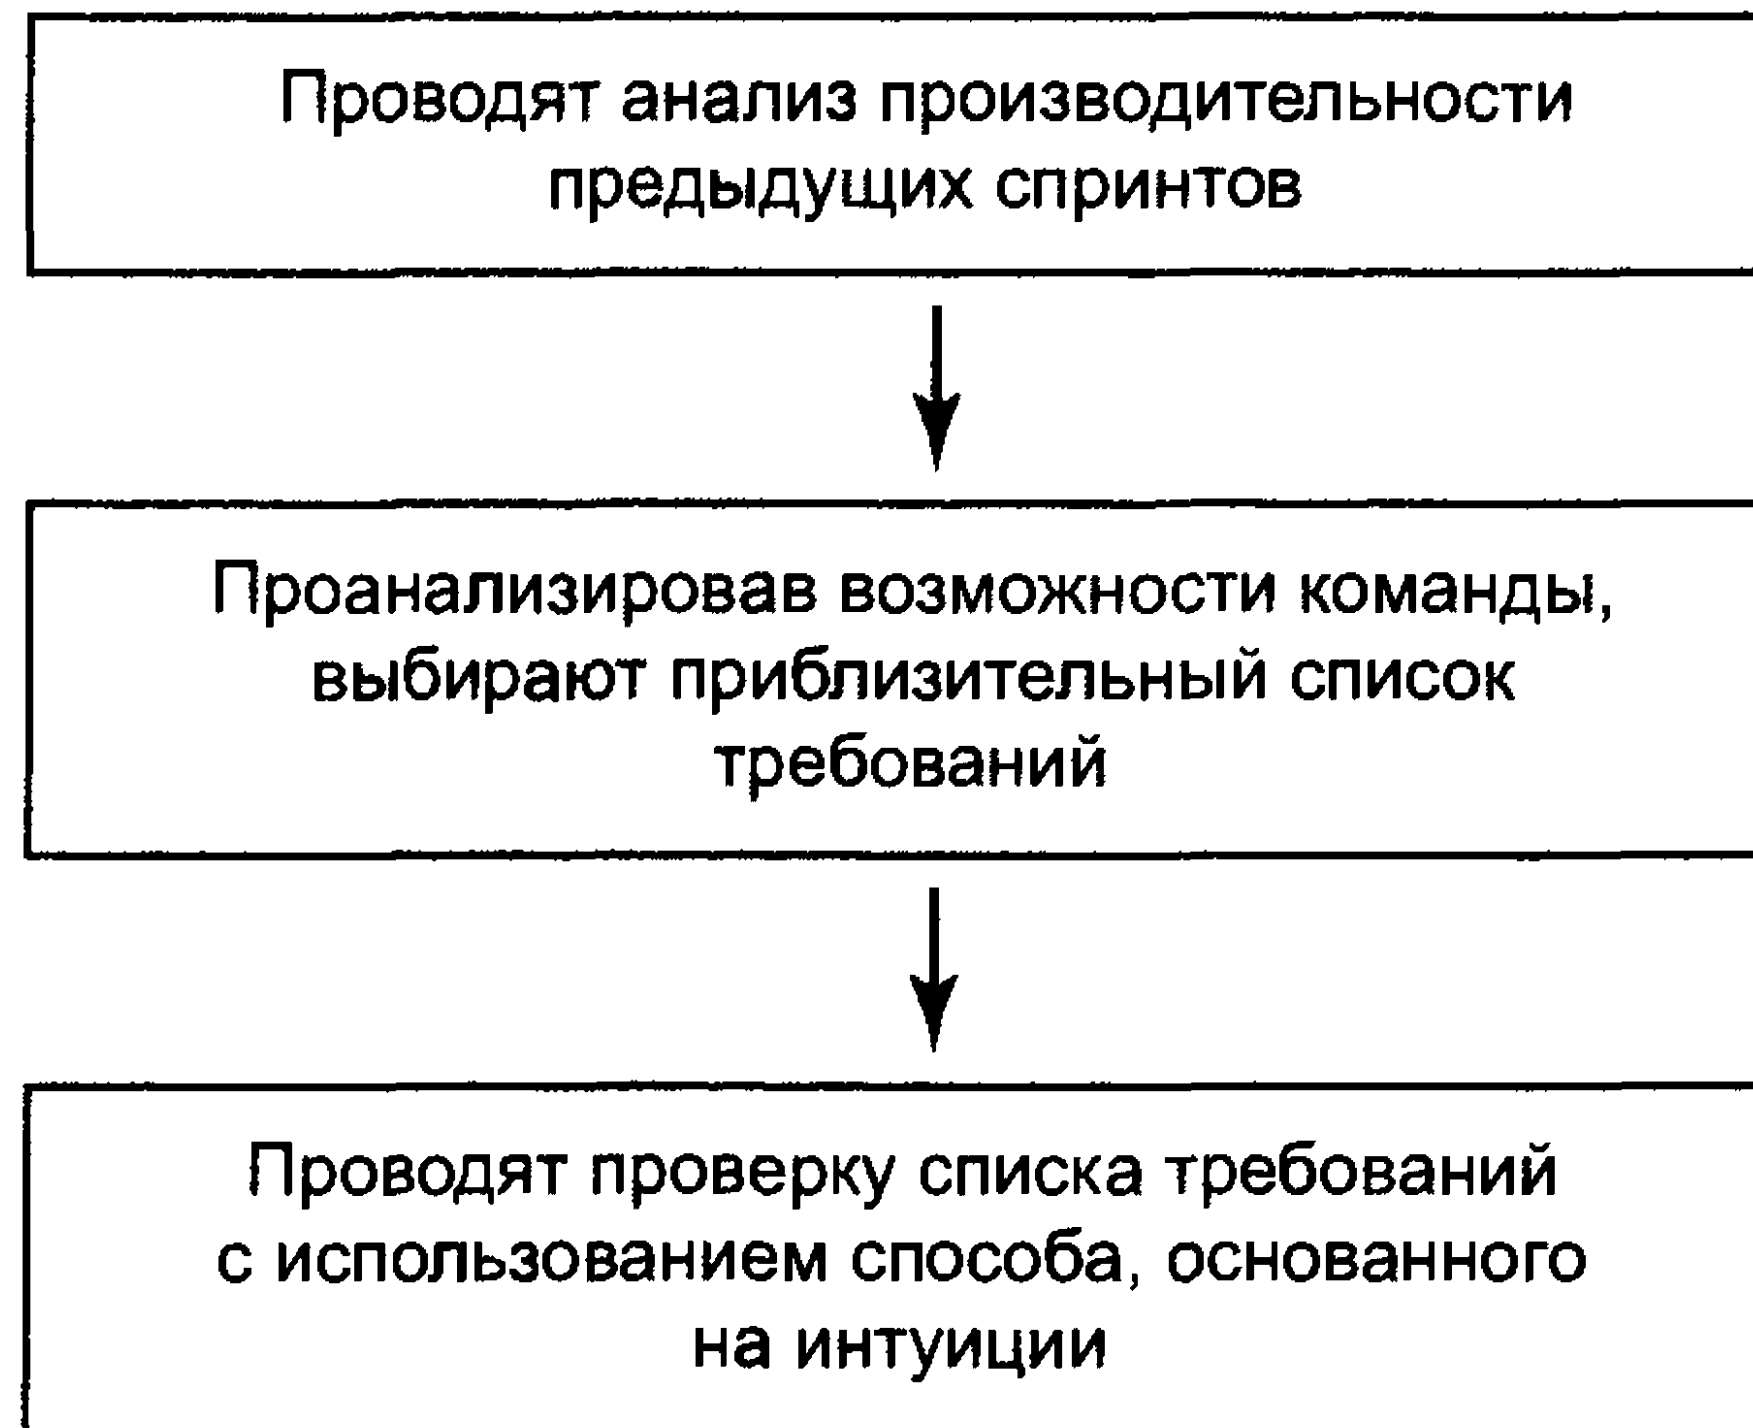 Проводят анализ производительности
предыдущих спринтов
Проанализировав возможности команды,
выбирают приблизительный список
требований
Проводят проверку списка требований
с использованием способа, основанного
на интуиции